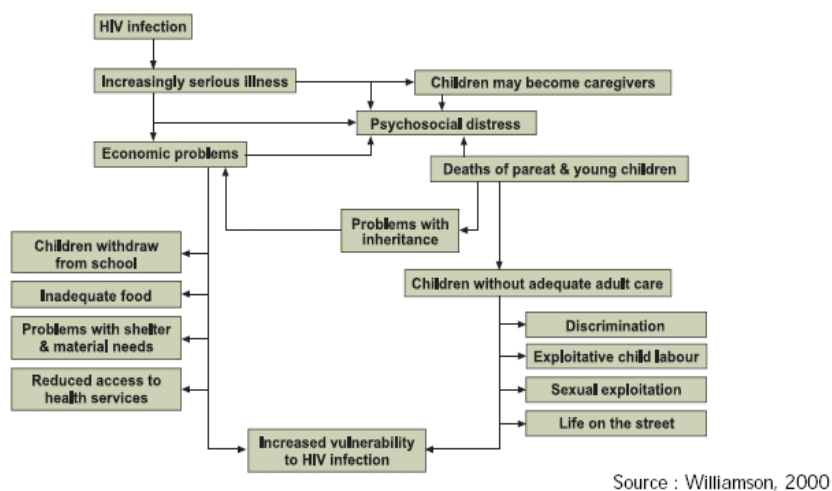 HIV infection
Increasingly serious illness
Children may become caregivers
Psychosocial distress
Economic problems
Deaths of pareat & young children
Problems with
inheritance
Children withdraw
from school
Inadequate food
Problems with shelter
& material needs
Reduced access to
health services
Children without adequate adult care
Discrimination
Exploitative child labour
Sexual exploitation
Life on the street
Increased vulnerability
to HIV infection
Source : Williamson, 2000